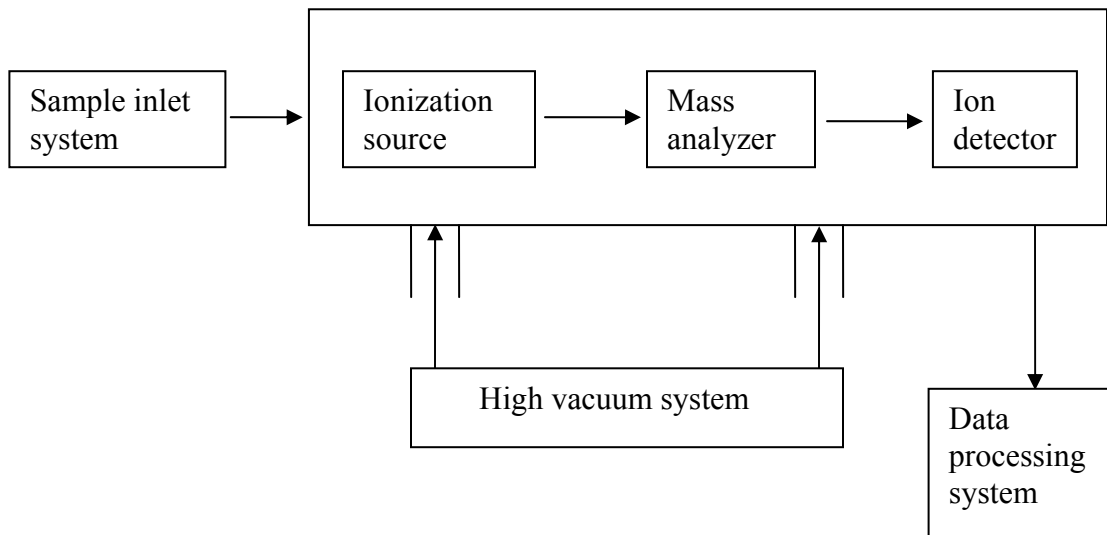 Sample inlet
system
Ionization
source
Mass
analyzer
Ion
detector
High vacuum system
Data
processing
system